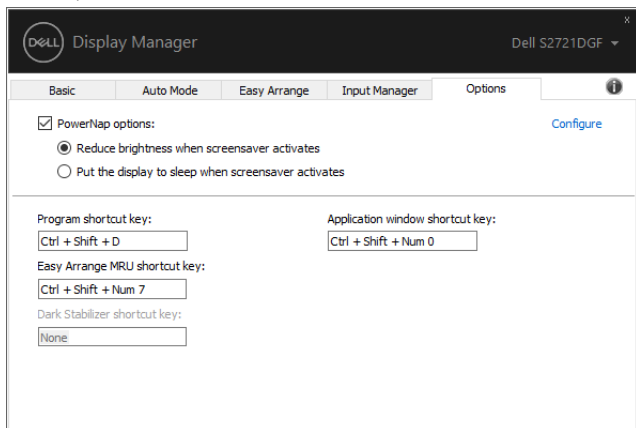 x
DELL Display Manager
Dell S2721DGF
Basic Auto Mode Easy Arrange Input Manager Options i
PowerNap options:
Configure
Reduce brightness when screensaver activates
Put the display to sleep when screensaver activates
Program shortcut key:
Application window shortcut key:
Ctrl + Shift + D
Ctrl + Shift + Num 0
Easy Arrange MRU shortcut key:
Ctrl + Shift + Num 7
Dark Stabilizer shortcut key:
None